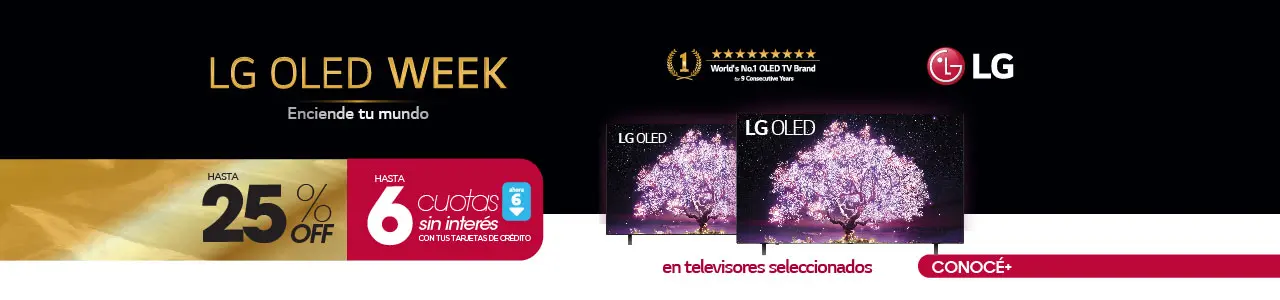 LG OLED WEEK
Enciende tu mundo
HASTA
25%
OFF
HASTA
6 cuotas
sin interés
CON TUS TARJETAS DE CRÉDITO
ahora
6
1
World's No.1 OLED TV Brand
for 9 Consecutive Years
LG
LG OLED
LG OLED
en televisores seleccionados
CONOCÉ+